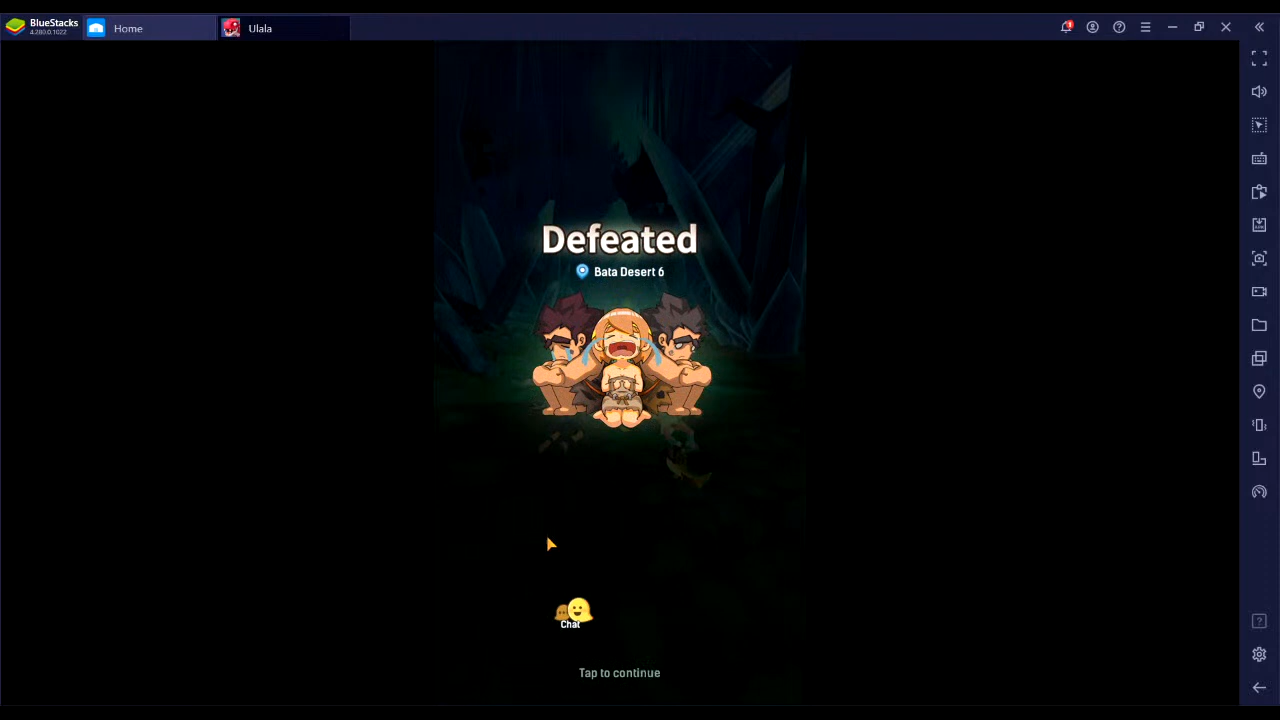 BlueStacks
4.280.0.1022
Home
Ulala
Defeated
Bata Desert 6
Chat
Tap to continue